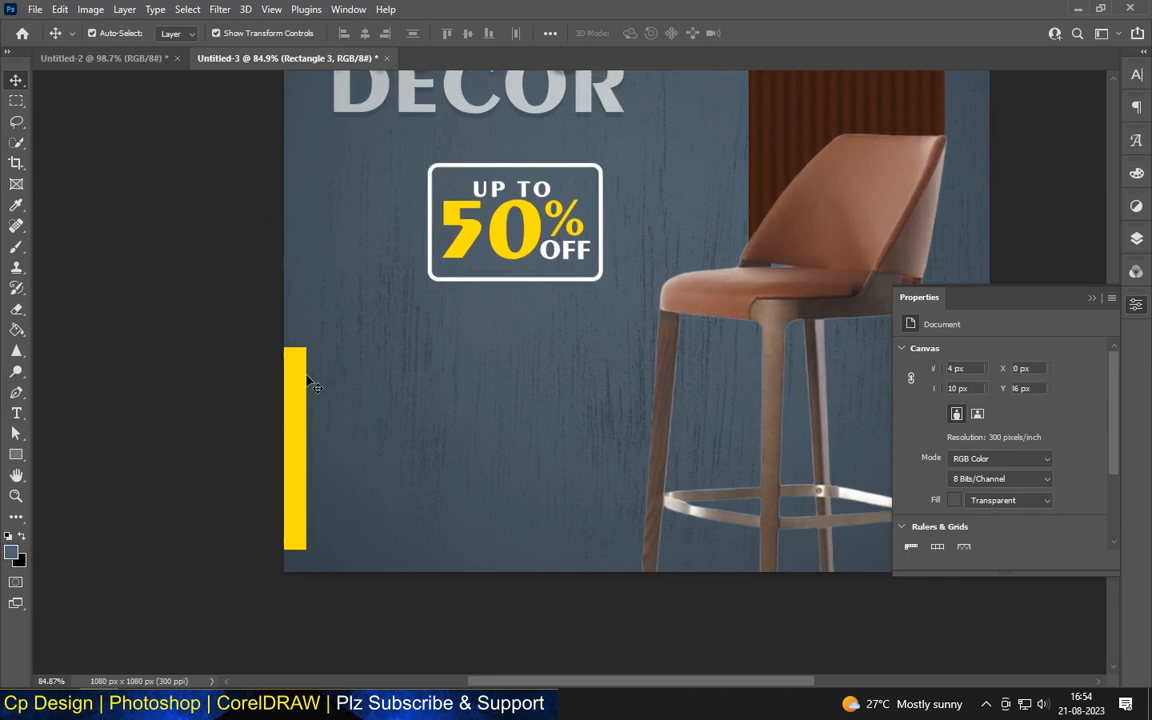 Ps File Edit Image Layer Type Select Filter 3D View Plugins Window Help
Auto-Select: Layer Show Transform Controls 3D Mode:
Untitled-2 @ 98.7% (RGB/8#) * × Untitled-3 @ 84.9% (Rectangle 3, RGB/8#) * ×
DECOR
UP TO
50%
OFF
Properties
Document
Canvas
4 px X 0 px
10 px Y 36 px
Resolution: 300 pixels/inch
Mode RGB Color
8 Bits/Channel
Fill Transparent
Rulers & Grids
84.87% 1080 px x 1080 px (300 ppi)
Cp Design | Photoshop | CorelDRAW | Plz Subscribe & Support
27°C Mostly sunny
16:54
21-08-2023